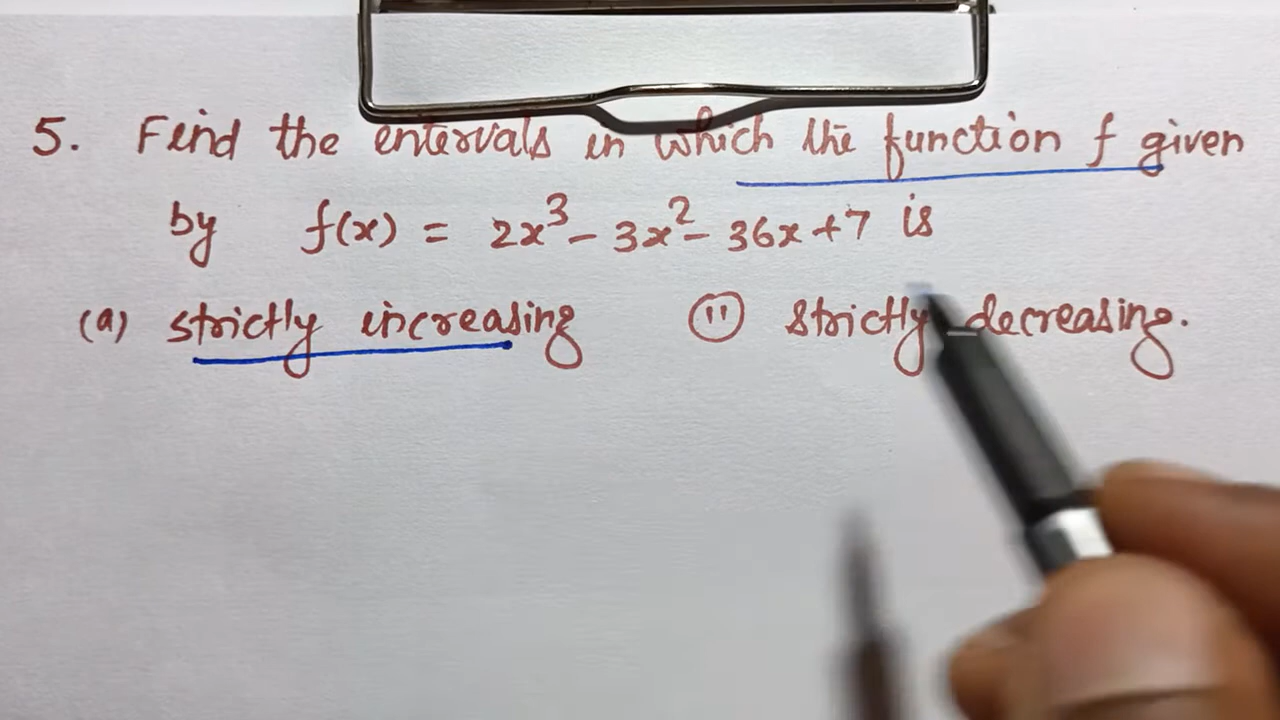 5. Find the intervals in which the function f given
by f(x) = 2x³ - 3x² - 36x + 7 is
(a) strictly increasing (ii) strictly decreasing.